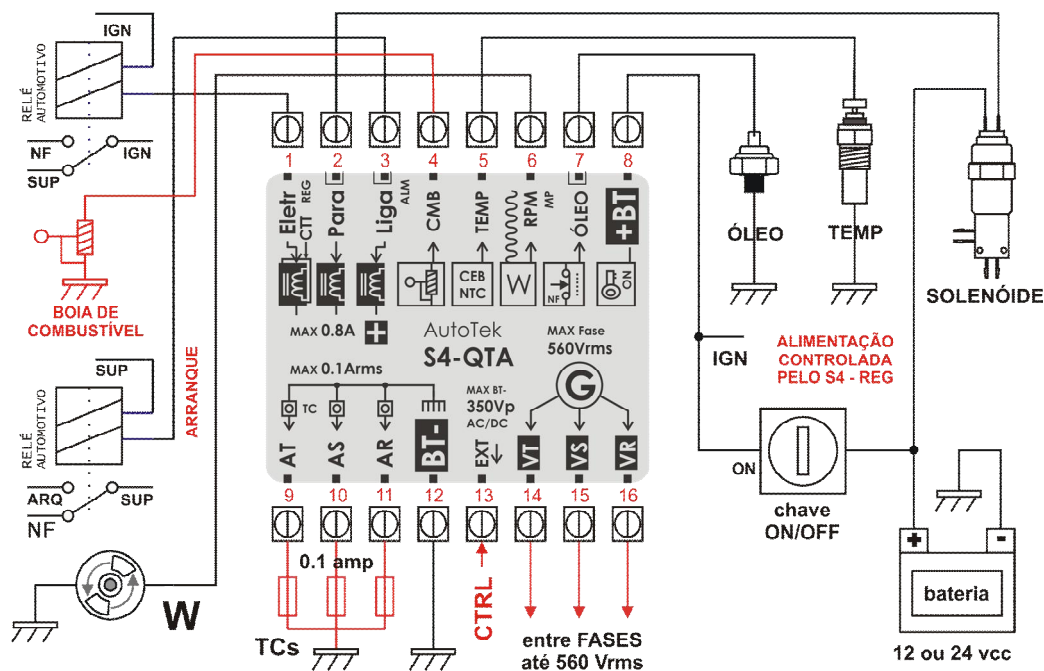 IGN
RELÉ
AUTOMOTIVO
NF
IGN
SUP
BOIA DE
COMBUSTÍVEL
ARRANQUE
SUP
RELÉ
AUTOMOTIVO
ARQ
SUP
NF
W
1
2
3
4
5
6
7
8
Eletr
CTT
REG
Para
Liga
ALM
CMB
TEMP
RPM
MP
ÓLEO
+BT
CEB
NTC
W
NF
ON
MAX 0.8A
+
AutoTek
S4-QTA
MAX Fase
560Vrms
MAX 0.1Arms
TC
MAX BT-
350Vp
AC/DC
G
AT
AS
AR
BT-
EXT
VT
VS
VR
9
10
11
12
13
14
15
16
0.1 amp
TCs
CTRL
entre FASES
até 560 Vrms
ÓLEO
TEMP
SOLENÓIDE
IGN
ALIMENTAÇÃO
CONTROLADA
PELO S4 - REG
ON
chave
ON/OFF
+
-
bateria
12 ou 24 vcc